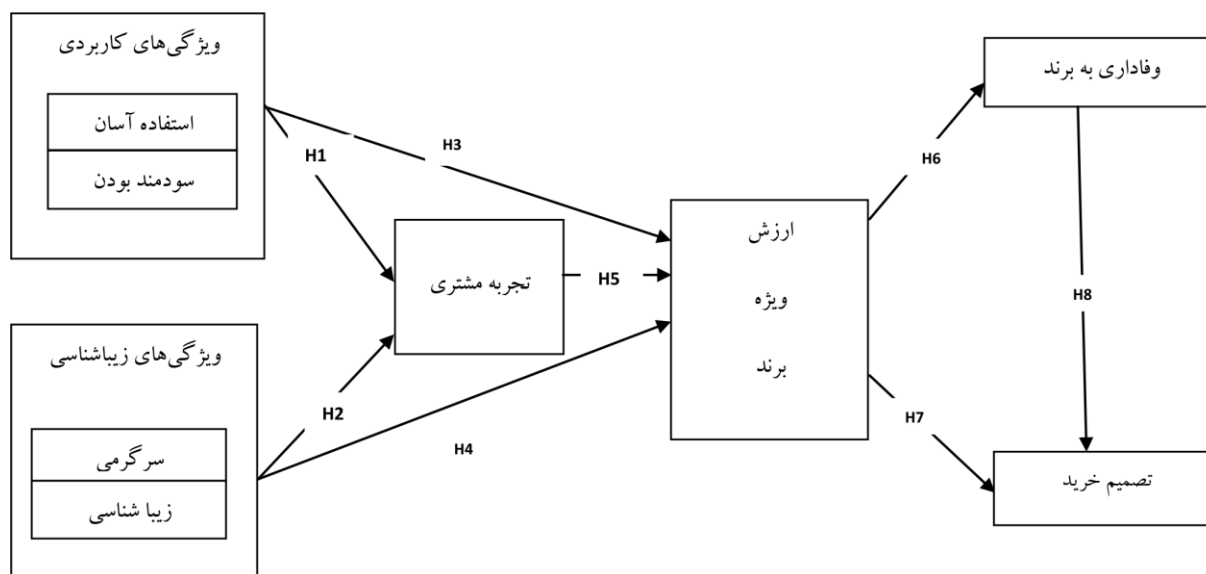 ویژگی‌های کاربردی
استفاده آسان
سودمند بودن
ویژگی‌های زیباشناسی
سرگرمی
زیبا شناسی
H1
H2
H3
H4
تجربه مشتری
H5
ارزش
ویژه
برند
H6
H7
وفاداری به برند
H8
تصمیم خرید